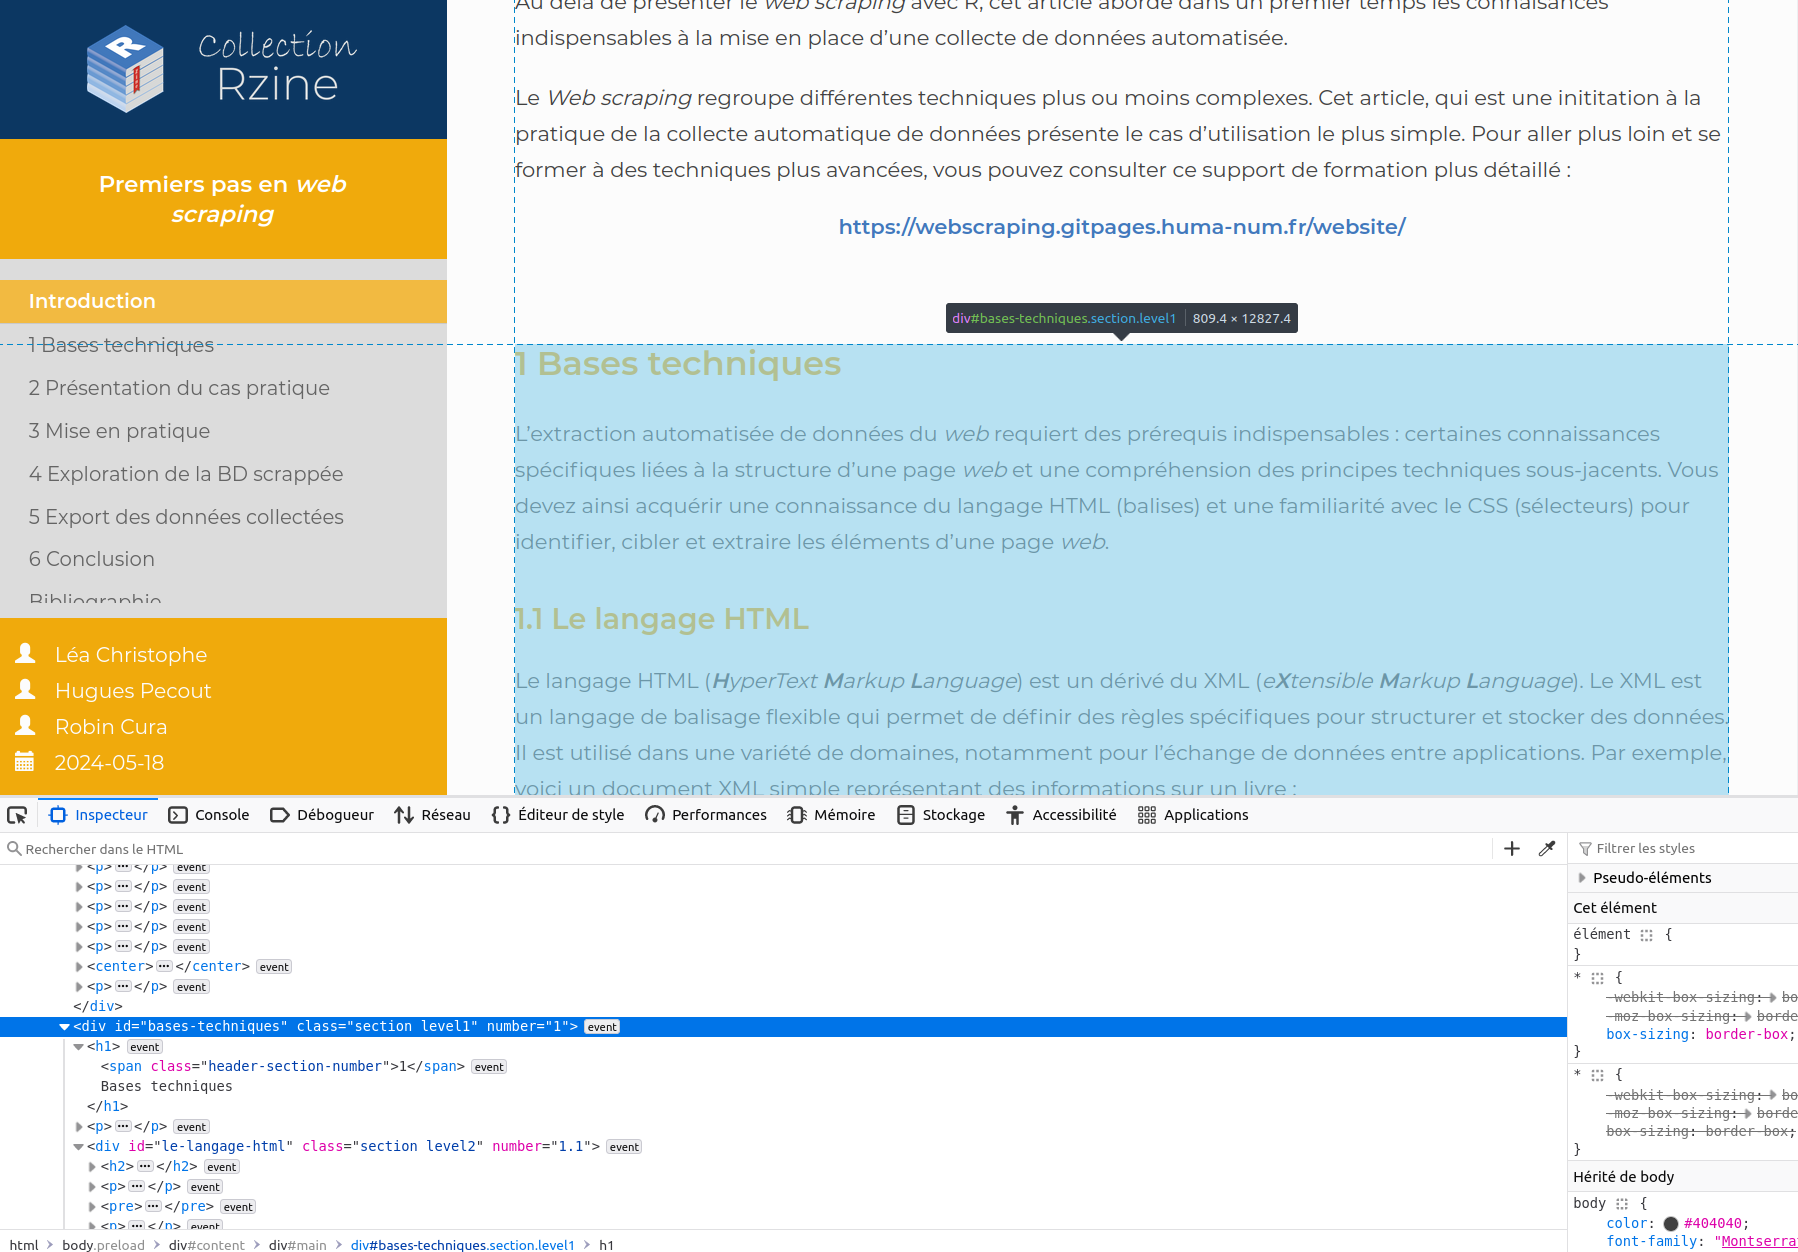 Collection
Rzine
Premiers pas en web
scraping
Introduction
1 Bases techniques
2 Présentation du cas pratique
3 Mise en pratique
4 Exploration de la BD scrappée
5 Export des données collectées
6 Conclusion
Bibliographie
Léa Christophe
Hugues Pecout
Robin Cura
2024-05-18
Au delà de présenter le web scraping avec R, cet article aborde dans un premier temps les connaisances
indispensables à la mise en place d'une collecte de données automatisée.
Le Web scraping regroupe différentes techniques plus ou moins complexes. Cet article, qui est une inititation à la
pratique de la collecte automatique de données présente le cas d'utilisation le plus simple. Pour aller plus loin et se
former à des techniques plus avancées, vous pouvez consulter ce support de formation plus détaillé :
https://webscraping.gitpages.huma-num.fr/website/
div#bases-techniques.section.level1 809.4 × 12827.4
1 Bases techniques
L'extraction automatisée de données du web requiert des prérequis indispensables : certaines connaissances
spécifiques liées à la structure d'une page web et une compréhension des principes techniques sous-jacents. Vous
devez ainsi acquérir une connaissance du langage HTML (balises) et une familiarité avec le CSS (sélecteurs) pour
identifier, cibler et extraire les éléments d'une page web.
1.1 Le langage HTML
Le langage HTML (HyperText Markup Language) est un dérivé du XML (eXtensible Markup Language). Le XML est
un langage de balisage flexible qui permet de définir des règles spécifiques pour structurer et stocker des données.
Il est utilisé dans une variété de domaines, notamment pour l'échange de données entre applications. Par exemple,
voici un document XML simple représentant des informations sur un livre :
Inspecteur Console Débogueur Réseau Éditeur de style Performances Mémoire Stockage Accessibilité Applications
Rechercher dans le HTML
<p>⋯</p> event
<p>⋯</p> event
<p>⋯</p> event
<p>⋯</p> event
<p>⋯</p> event
<center>⋯</center> event
<p>⋯</p> event
</div>
<div id="bases-techniques" class="section level1" number="1"> event
<h1> event
<span class="header-section-number">1</span> event
Bases techniques
</h1>
<p>⋯</p> event
<div id="le-langage-html" class="section level2" number="1.1"> event
<h2>⋯</h2> event
<p>⋯</p> event
<pre>⋯</pre> event
<p>⋯</p> event
html > body.preload > div#content > div#main > div#bases-techniques.section.level1 > h1
Filtrer les styles
Pseudo-éléments
Cet élément
élément {
}
* {
-webkit-box-sizing: bo
-moz-box-sizing: borde
box-sizing: border-box;
}
* {
-webkit-box-sizing: bo
-moz-box-sizing: borde
box-sizing: border-box;
}
Hérité de body
body {
color: #404040;
font-family: "Montserra